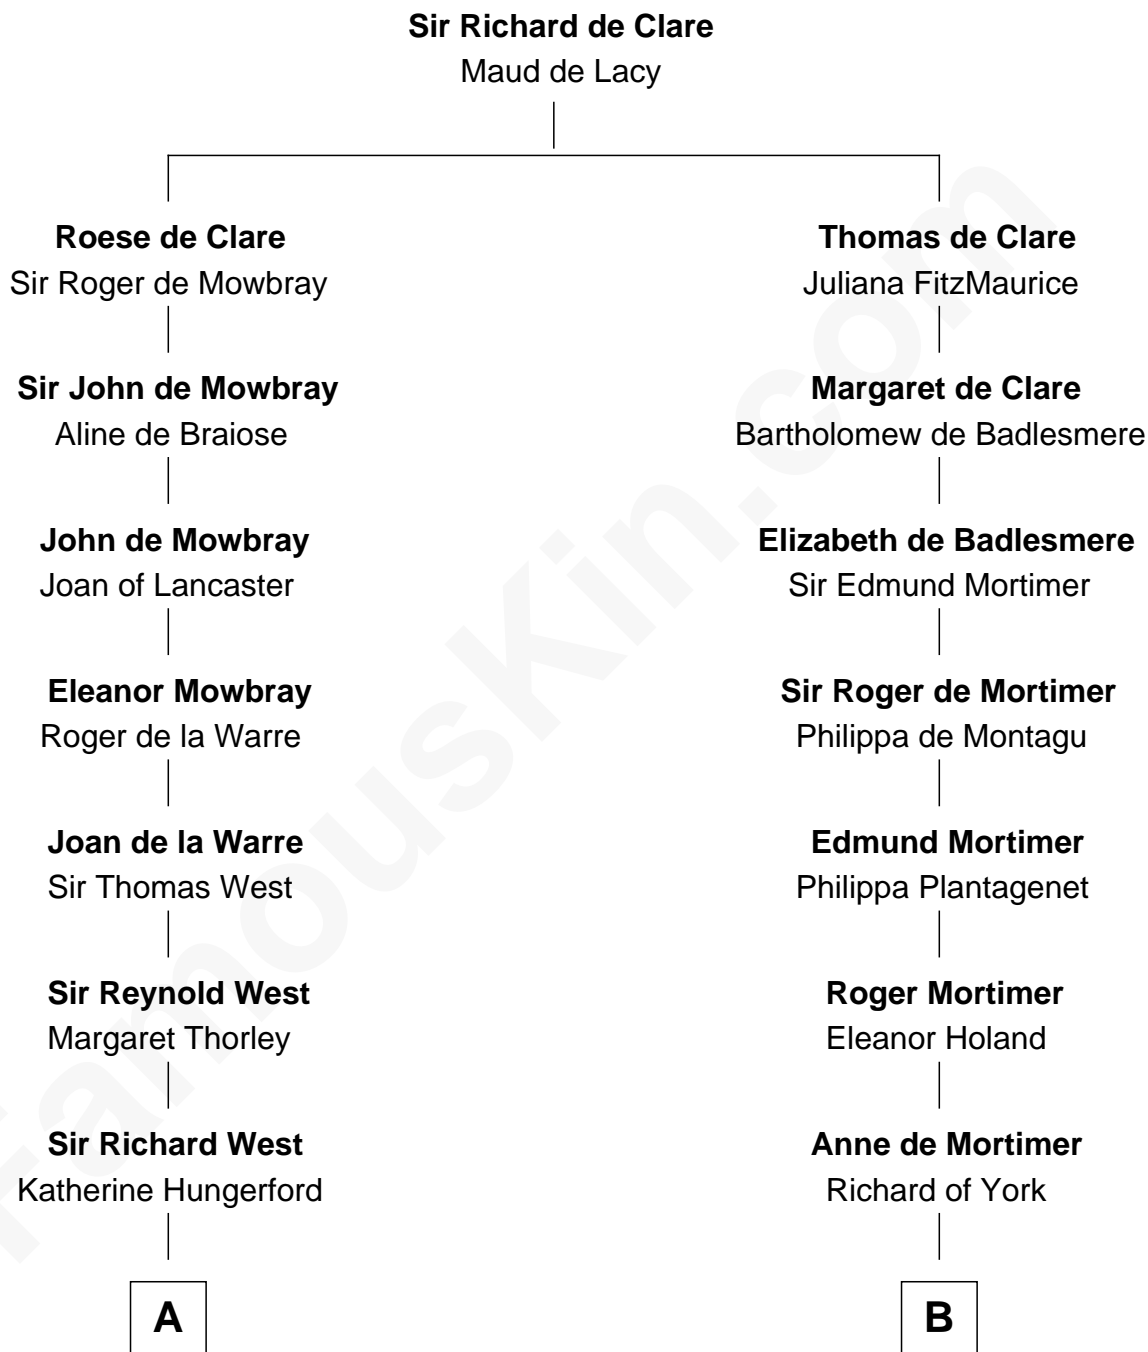 Sir Richard de Clare
Maud de Lacy
Roese de Clare
Sir Roger de Mowbray
Thomas de Clare
Juliana FitzMaurice
Sir John de Mowbray
Aline de Braiose
Margaret de Clare
Bartholomew de Badlesmere
John de Mowbray
Joan of Lancaster
Elizabeth de Badlesmere
Sir Edmund Mortimer
Eleanor Mowbray
Roger de la Warre
Sir Roger de Mortimer
Philippa de Montagu
Joan de la Warre
Sir Thomas West
Edmund Mortimer
Philippa Plantagenet
Sir Reynold West
Margaret Thorley
Roger Mortimer
Eleanor Holand
Sir Richard West
Katherine Hungerford
Anne de Mortimer
Richard of York
A
B
FamousKin.com